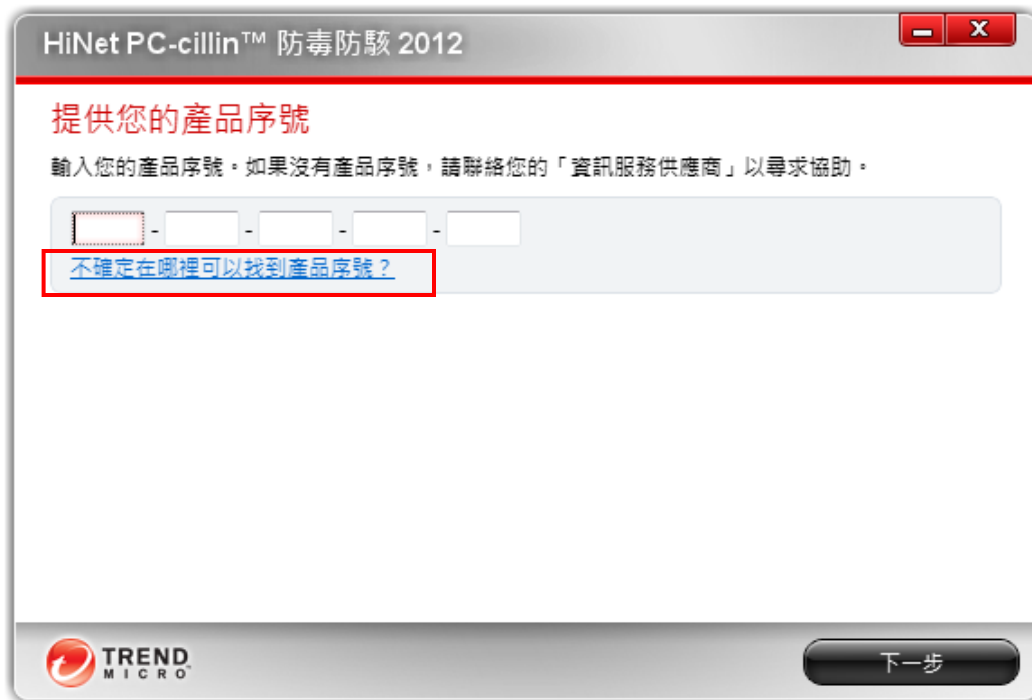 HiNet PC-cillin™ 防毒防駭 2012
提供您的產品序號
輸入您的產品序號。如果沒有產品序號，請聯絡您的「資訊服務供應商」以尋求協助。
- - - -
不確定在哪裡可以找到產品序號？
TREND
MICRO™
下一步